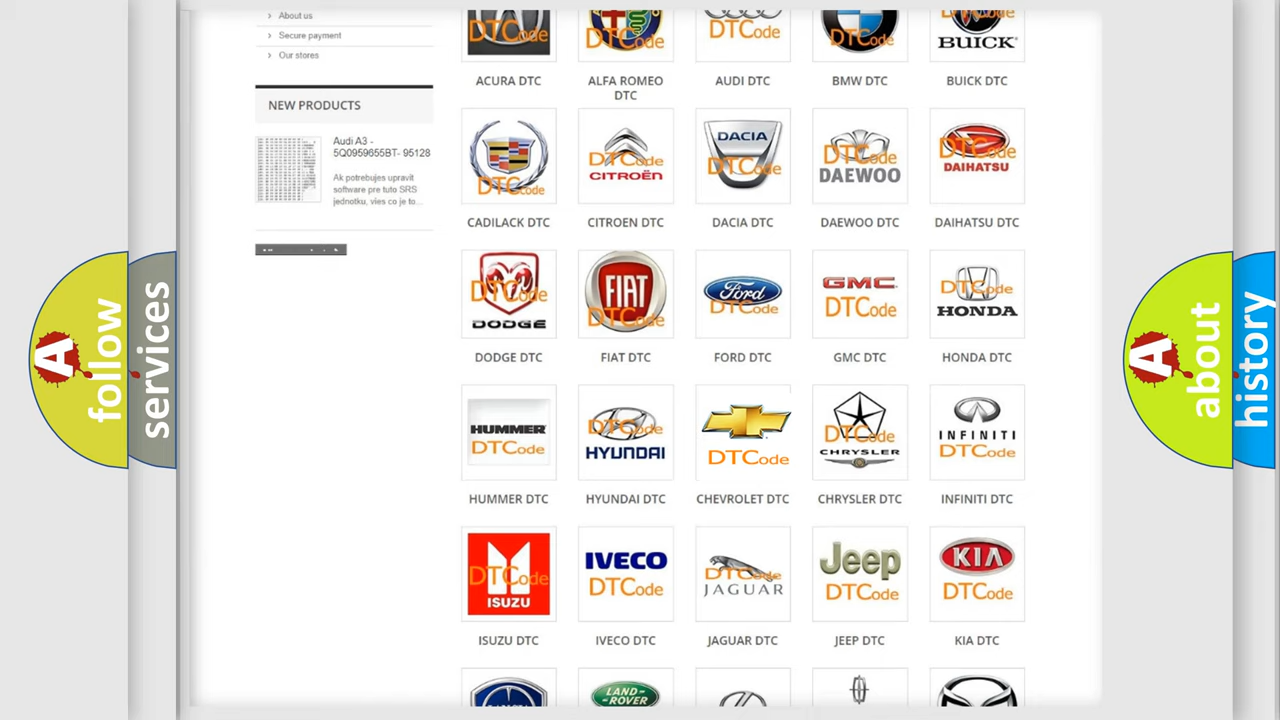 About us
Secure payment
Our stores
NEW PRODUCTS
Audi A3 -
5Q0959655BT- 95128
Ak potrebujes upravit
software pre tuto SRS
jednotku, vies co je to...
DTCode DTCode DTCode DTCode BUICK
ACURA DTC
ALFA ROMEO
DTC
AUDI DTC
BMW DTC
BUICK DTC
DTCode
DTCode CITROËN
DACIA DTCode
DTCode DAEWOO
DTCode DAIHATSU
CADILACK DTC
CITROEN DTC
DACIA DTC
DAEWOO DTC
DAIHATSU DTC
DTCode DODGE
FIAT DTCode
Ford DTCode
GMC DTCode
DTCode HONDA
DODGE DTC
FIAT DTC
FORD DTC
GMC DTC
HONDA DTC
HUMMER DTCode
DTCode HYUNDAI
DTCode
DTCode CHRYSLER
INFINITI DTCode
HUMMER DTC
HYUNDAI DTC
CHEVROLET DTC
CHRYSLER DTC
INFINITI DTC
DTCode ISUZU
IVECO DTCode
DTCode JAGUAR
Jeep DTCode
KIA DTCode
ISUZU DTC
IVECO DTC
JAGUAR DTC
JEEP DTC
KIA DTC
LAND-
ROVER
A follow
services
A about
history